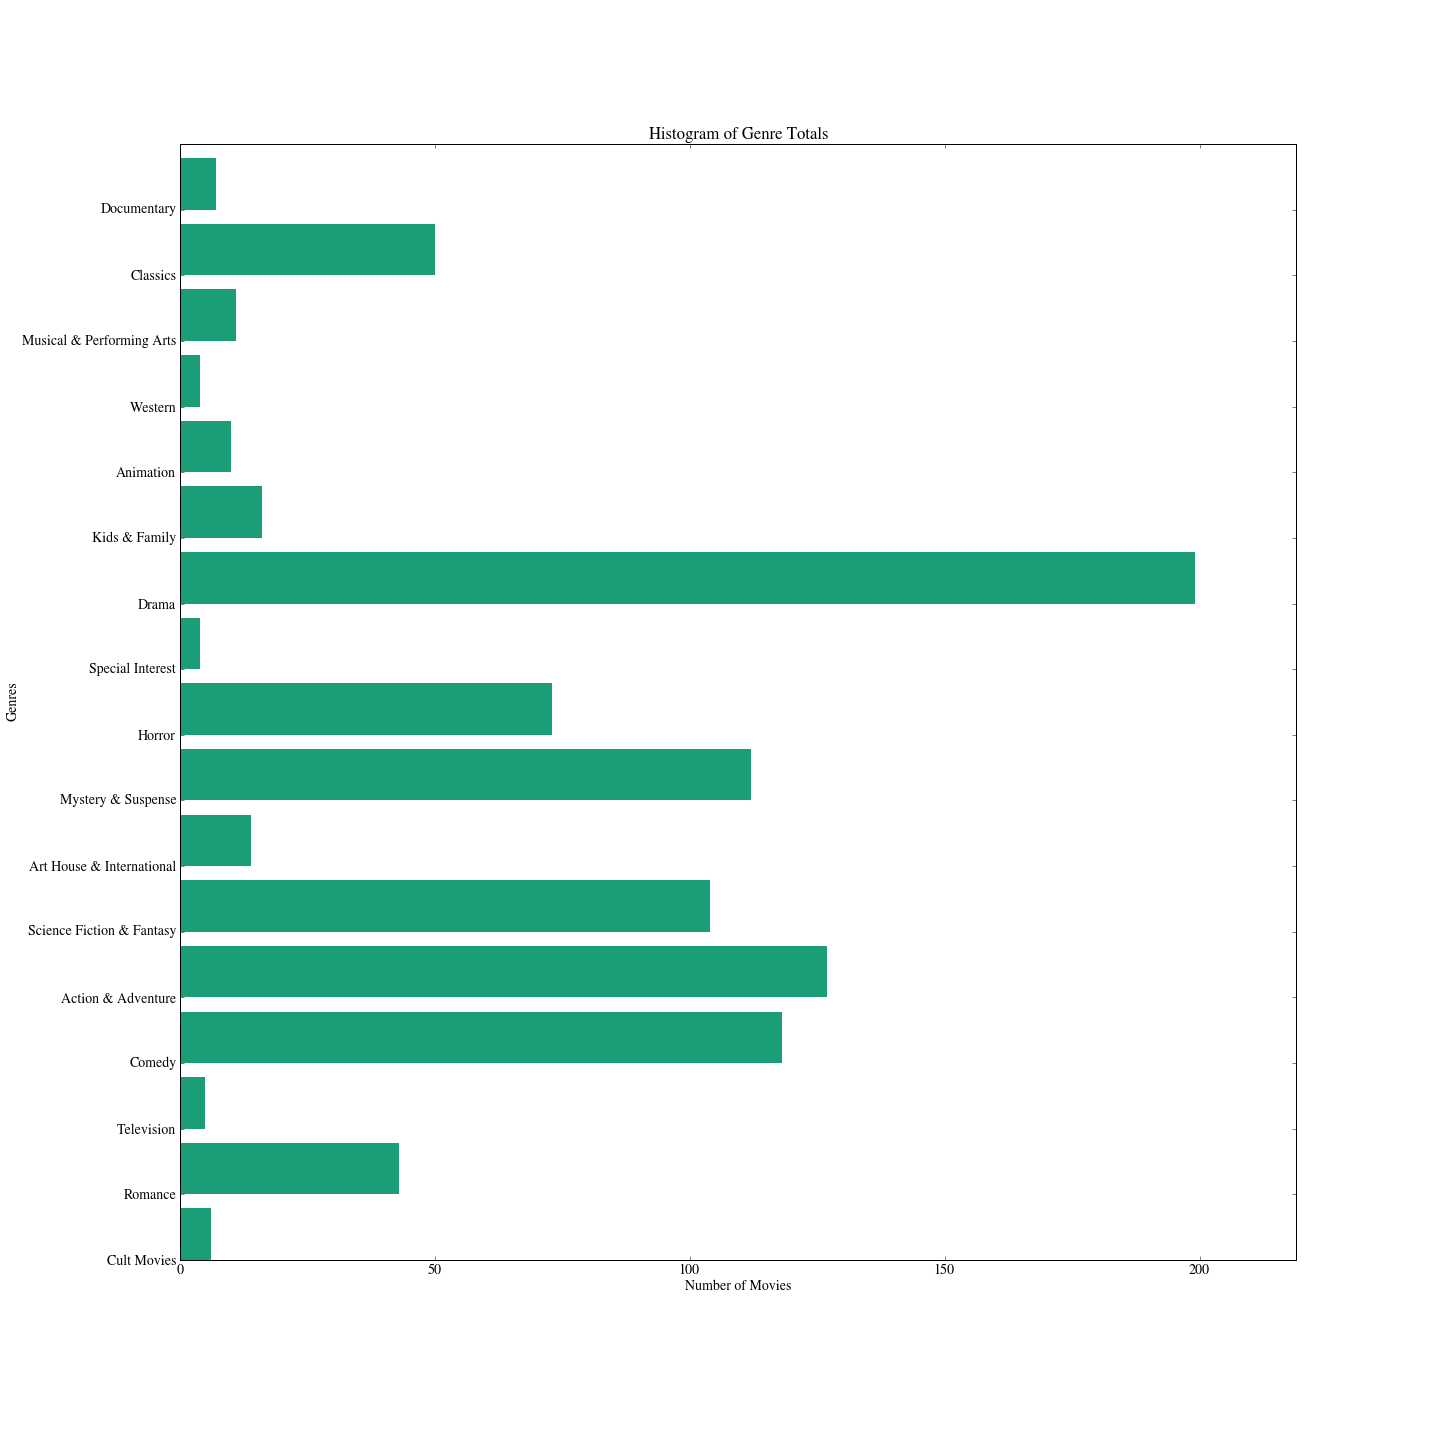 Histogram of Genre Totals
Documentary
Classics
Musical & Performing Arts
Western
Animation
Kids & Family
Drama
Special Interest
Genres
Horror
Mystery & Suspense
Art House & International
Science Fiction & Fantasy
Action & Adventure
Comedy
Television
Romance
Cult Movies
0 50 100 150 200
Number of Movies